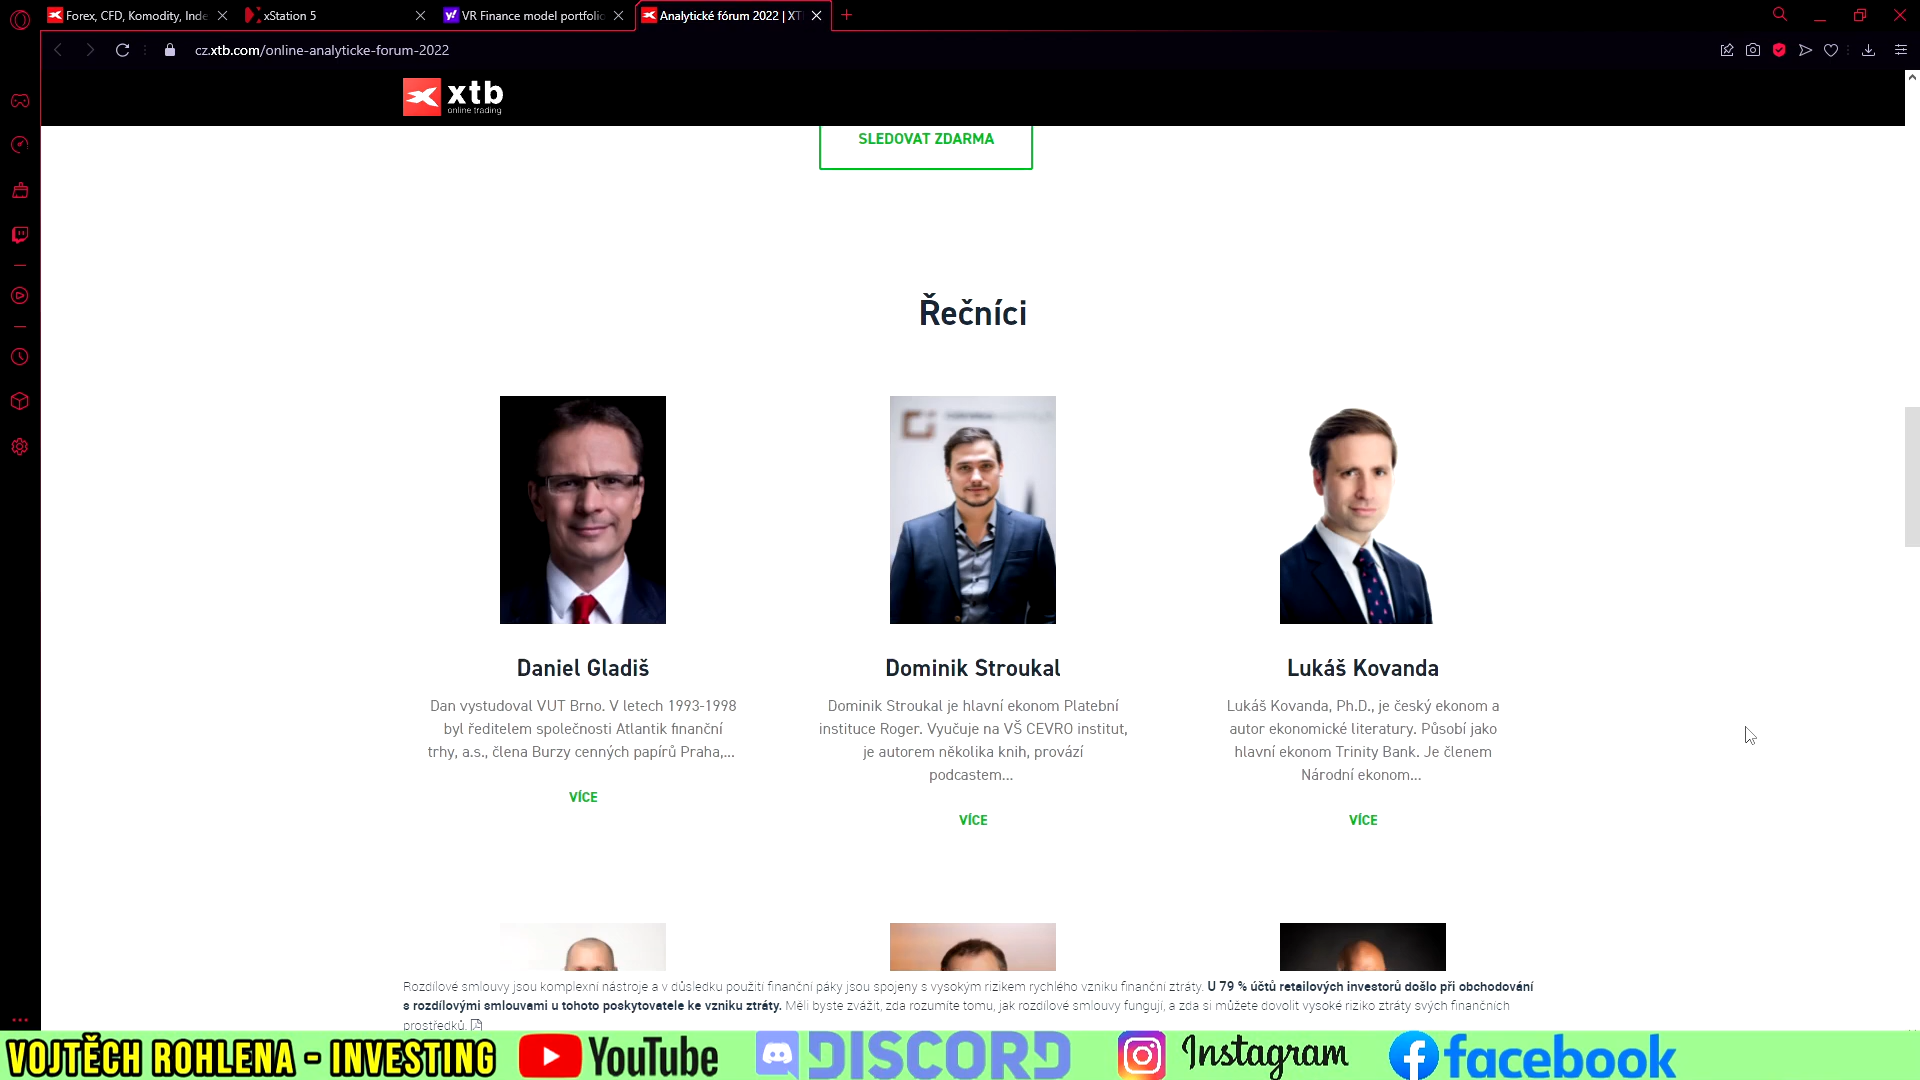 Forex, CFD, Komodity, Inde
xStation 5
VR Finance model portfolio
Analytické fórum 2022 | XT
cz.xtb.com/online-analyticke-forum-2022
xtb
online trading
SLEDOVAT ZDARMA
Řečníci
Daniel Gladiš
Dan vystudoval VUT Brno. V letech 1993-1998
byl ředitelem společnosti Atlantik finanční
trhy, a.s., člena Burzy cenných papírů Praha,...
VÍCE
Dominik Stroukal
Dominik Stroukal je hlavní ekonom Platební
instituce Roger. Vyučuje na VŠ CEVRO institut,
je autorem několika knih, provází
podcastem...
VÍCE
Lukáš Kovanda
Lukáš Kovanda, Ph.D., je český ekonom a
autor ekonomické literatury. Působí jako
hlavní ekonom Trinity Bank. Je členem
Národní ekonom...
VÍCE
Rozdílové smlouvy jsou komplexní nástroje a v důsledku použití finanční páky jsou spojeny s vysokým rizikem rychlého vzniku finanční ztráty. U 79 % účtů retailových investorů došlo při obchodování
s rozdílovými smlouvami u tohoto poskytovatele ke vzniku ztráty. Měli byste zvážit, zda rozumíte tomu, jak rozdílové smlouvy fungují, a zda si můžete dovolit vysoké riziko ztráty svých finančních
prostředků.
VOJTĚCH ROHLENA - INVESTING YouTube DISCORD Instagram facebook